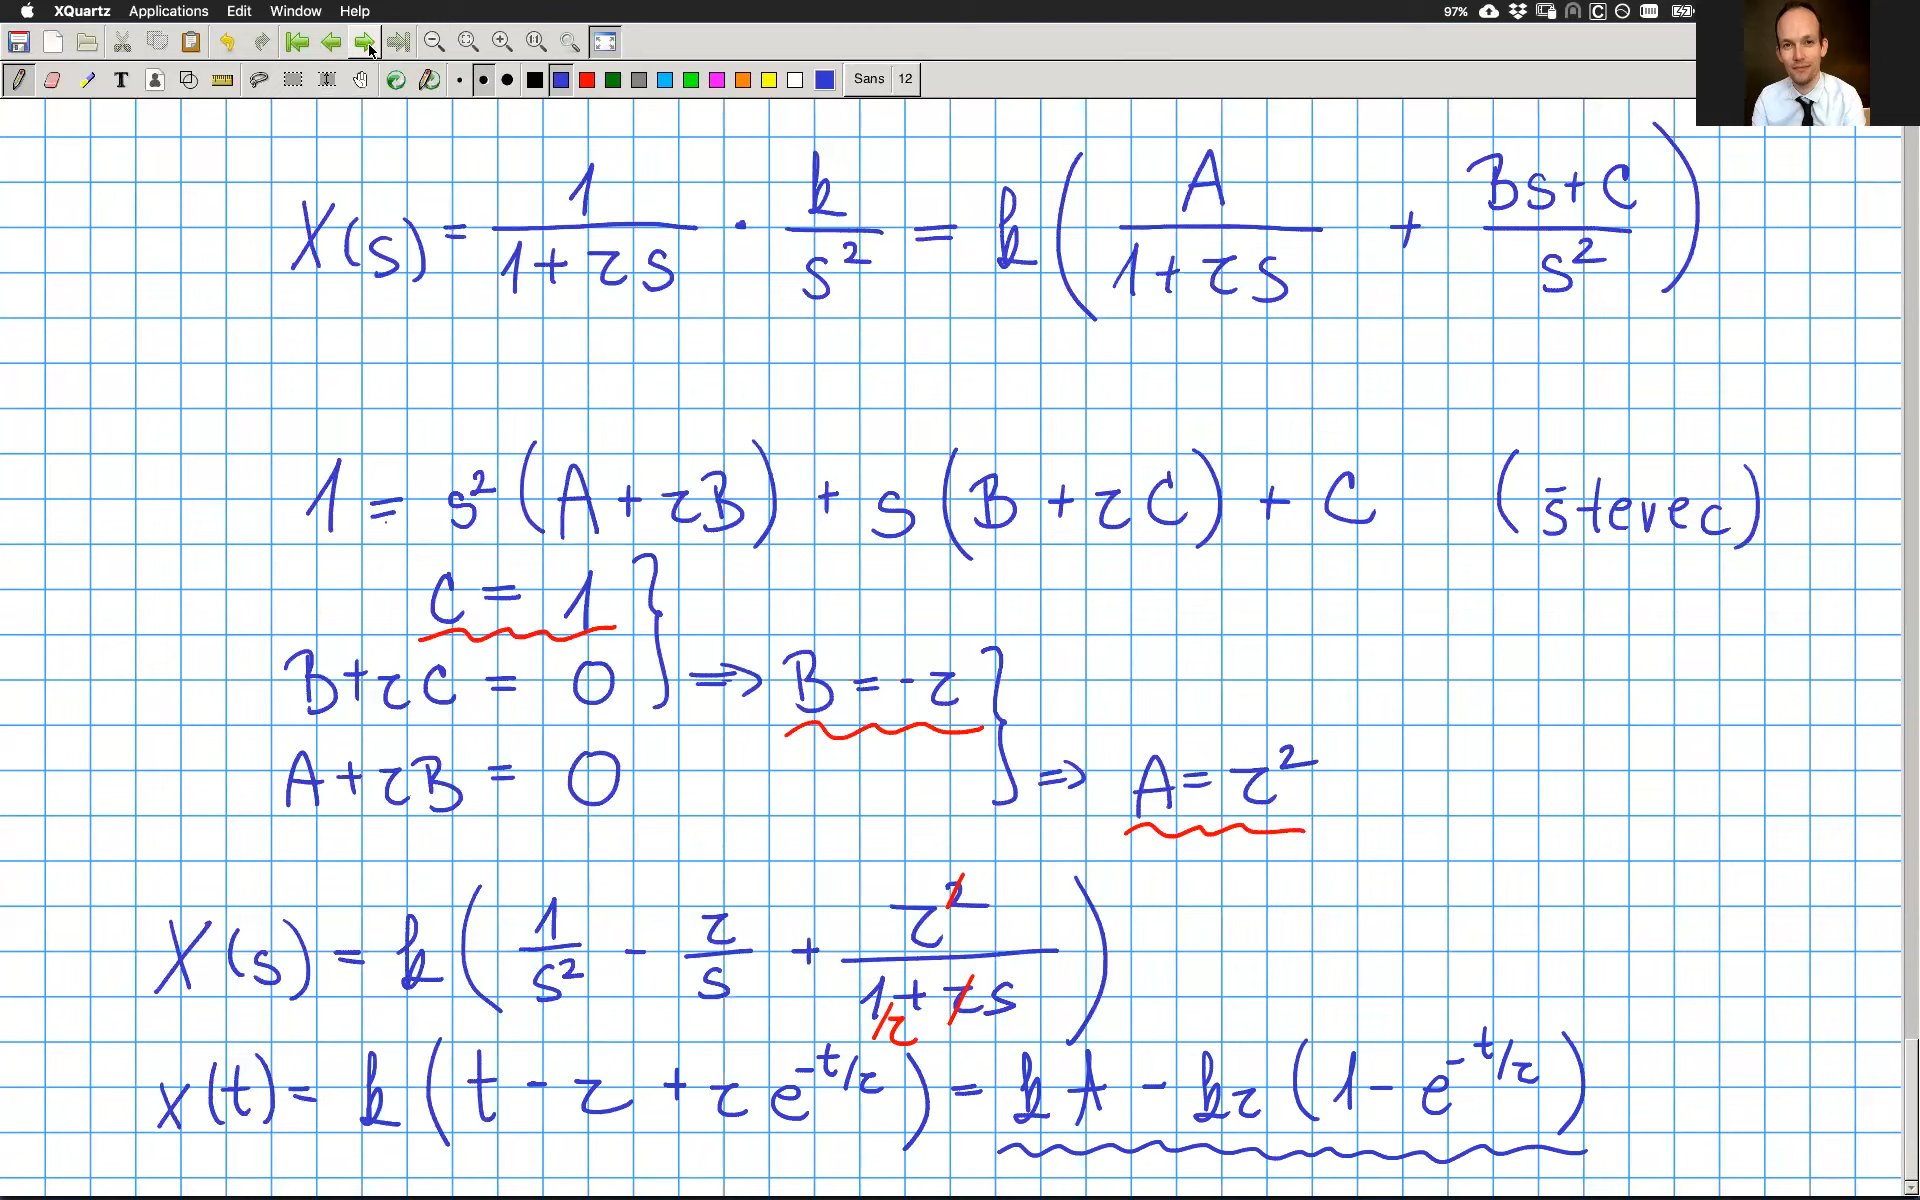 XQuartz Applications Edit Window Help 97%
T Sans 12
X(s) = 1/(1+τs) · k/s² = k( A/(1+τs) + (Bs+C)/s² )
1 = s²(A+τB) + s(B+τC) + C (števec)
C = 1
B+τC = 0 => B = -τ
A+τB = 0 => A = τ²
X(s) = k( 1/s² - τ/s + τ²/(1+τs) )
1/τ
x(t) = k( t - τ + τ e^(-t/τ) ) = kt - kτ( 1 - e^(-t/τ) )